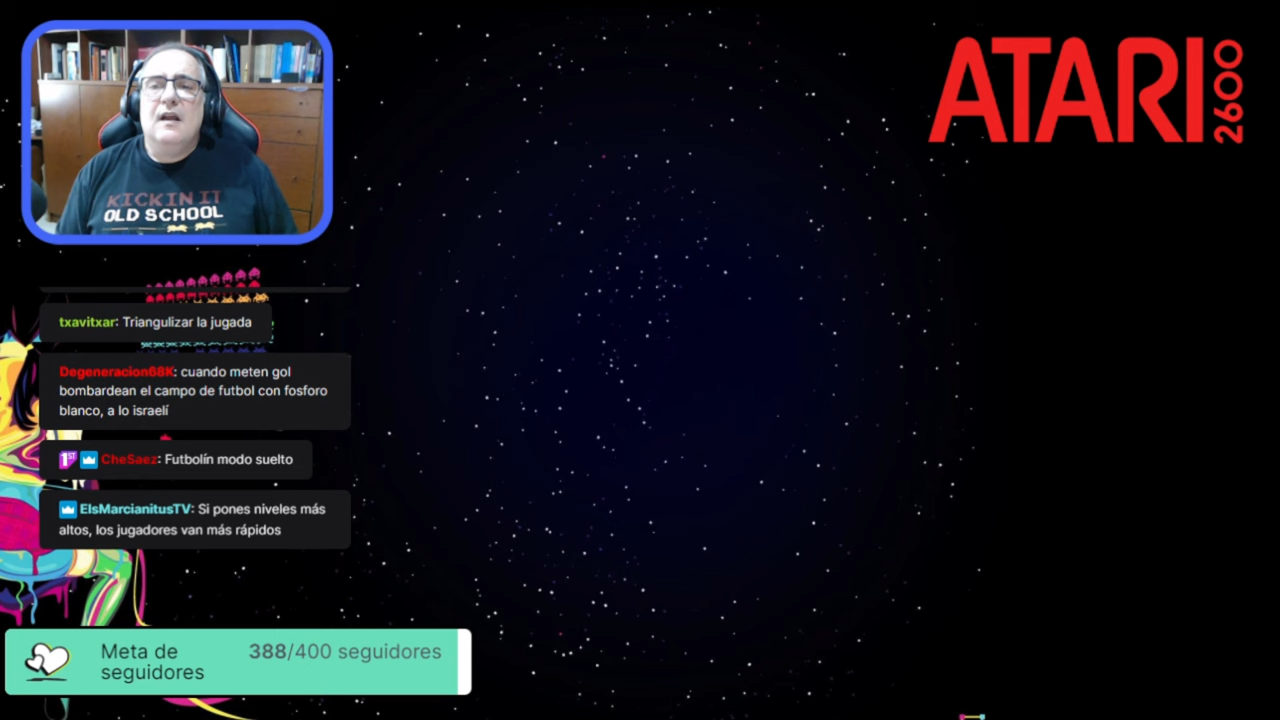 ATARI 2600
KICKIN IT
OLD SCHOOL
txavitxar: Triangulizar la jugada
Degeneracion68K: cuando meten gol
bombardean el campo de futbol con fosforo
blanco, a lo israelí
1ST CheSaez: Futbolín modo suelto
ElsMarcianitusTV: Si pones niveles más
altos, los jugadores van más rápidos
Meta de
seguidores
388/400 seguidores